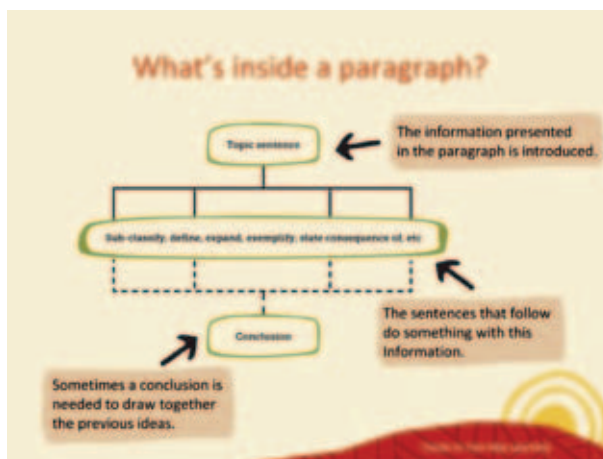 What's inside a paragraph?
Topic sentence
The information presented
in the paragraph is introduced.
Sub-classify, define, expand, exemplify, state consequence of, etc
The sentences that follow
do something with this
Information.
Conclusion
Sometimes a conclusion is
needed to draw together
the previous ideas.